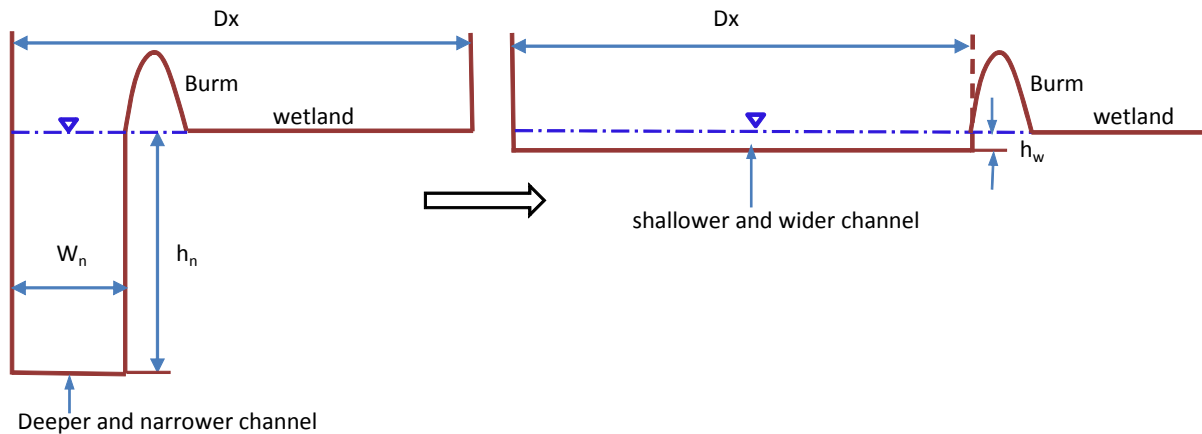 Dx
Dx
Burm
wetland
Burm
wetland
h_w
shallower and wider channel
W_n
h_n
Deeper and narrower channel